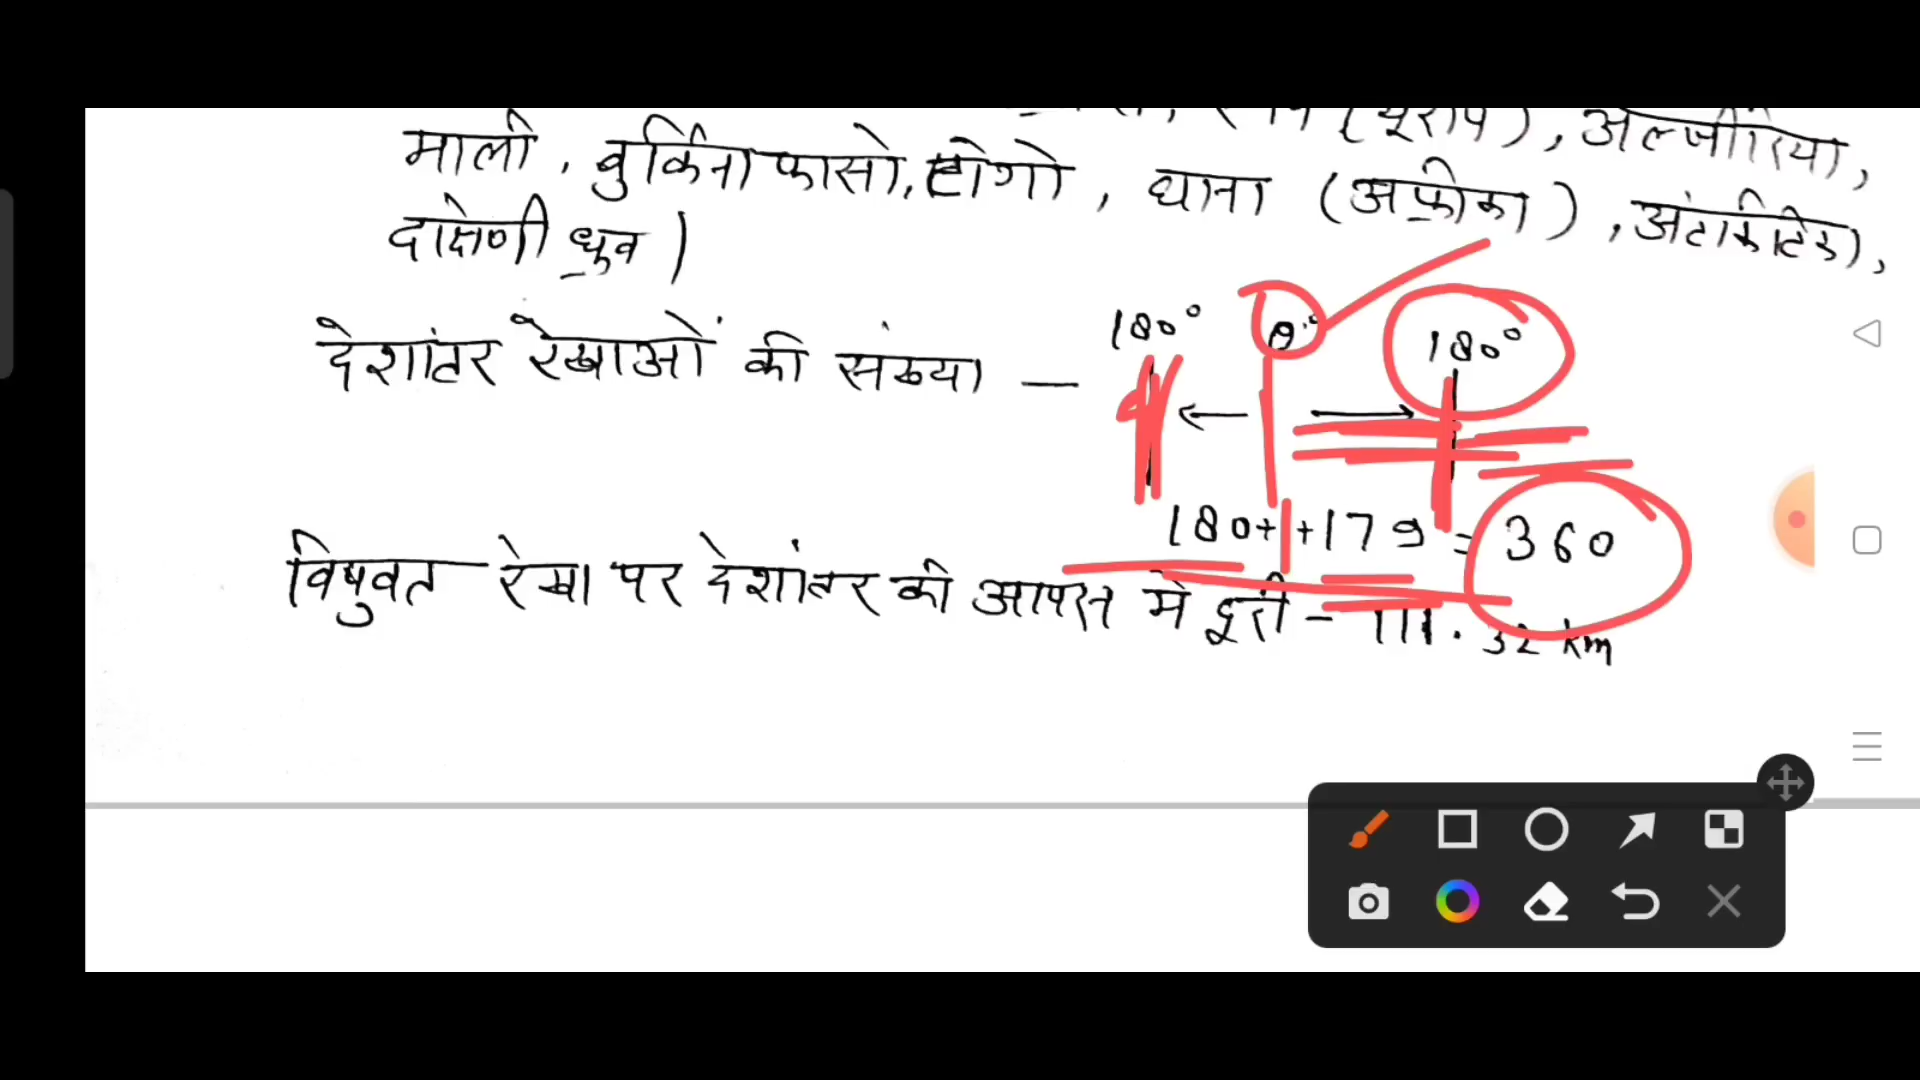 (यूरोप), अल्जीरिया,
माली, बुर्किना फासो, टोगो, घाना (अफ्रीका), अंटार्कटिका,
दक्षिणी ध्रुव |
देशांतर रेखाओं की संख्या — 180° 0° 180°
180+1+179 = 360
विषुवत रेखा पर देशांतर की आपस में दूरी - 111.32 km